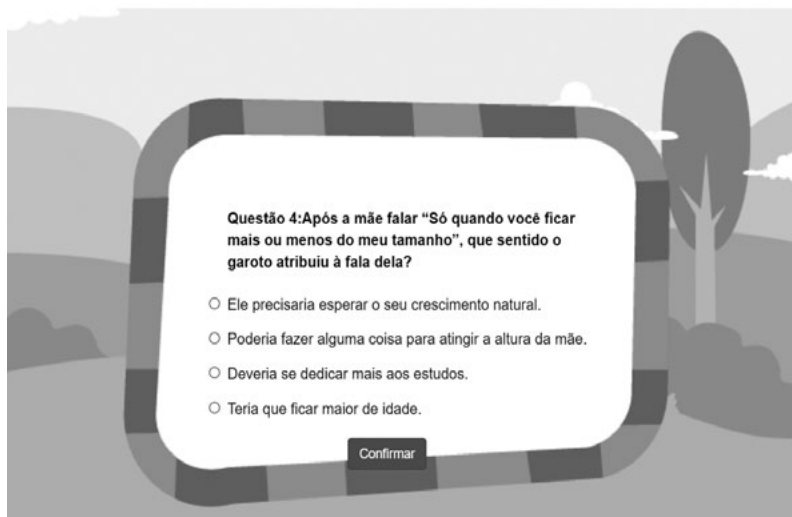 Questão 4:Após a mãe falar “Só quando você ficar
mais ou menos do meu tamanho”, que sentido o
garoto atribuiu à fala dela?
Ele precisaria esperar o seu crescimento natural.
Poderia fazer alguma coisa para atingir a altura da mãe.
Deveria se dedicar mais aos estudos.
Teria que ficar maior de idade.
Confirmar